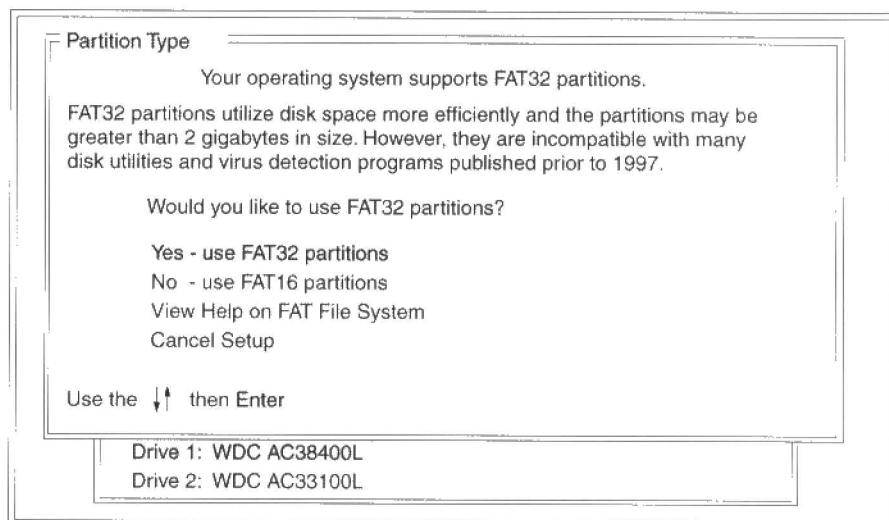 Partition Type
Your operating system supports FAT32 partitions.
FAT32 partitions utilize disk space more efficiently and the partitions may be
greater than 2 gigabytes in size. However, they are incompatible with many
disk utilities and virus detection programs published prior to 1997.
Would you like to use FAT32 partitions?
Yes - use FAT32 partitions
No - use FAT16 partitions
View Help on FAT File System
Cancel Setup
Use the ↓↑ then Enter
Drive 1: WDC AC38400L
Drive 2: WDC AC33100L